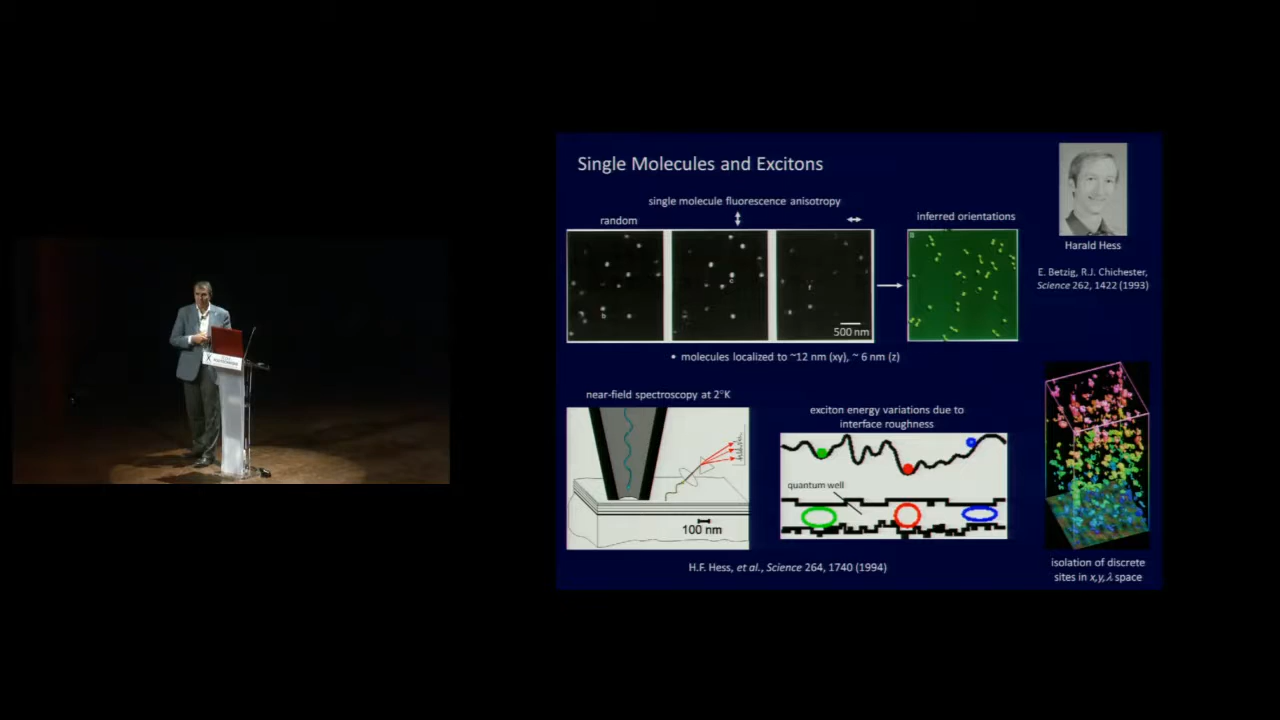 Single Molecules and Excitons
single molecule fluorescence anisotropy
random
inferred orientations
b
c
f
500 nm
Harald Hess
E. Betzig, R.J. Chichester,
Science 262, 1422 (1993)
• molecules localized to ~12 nm (xy), ~ 6 nm (z)
near-field spectroscopy at 2°K
100 nm
exciton energy variations due to
interface roughness
quantum well
H.F. Hess, et al., Science 264, 1740 (1994)
isolation of discrete
sites in x,y,λ space